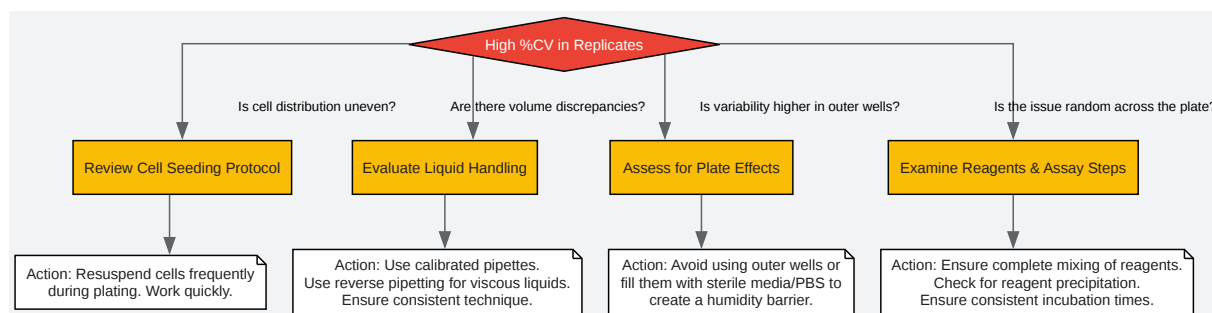 High %CV in Replicates
Is cell distribution uneven?
Are there volume discrepancies?
Is variability higher in outer wells?
Is the issue random across the plate?
Review Cell Seeding Protocol
Evaluate Liquid Handling
Assess for Plate Effects
Examine Reagents & Assay Steps
Action: Resuspend cells frequently
during plating. Work quickly.
Action: Use calibrated pipettes.
Use reverse pipetting for viscous liquids.
Ensure consistent technique.
Action: Avoid using outer wells or
fill them with sterile media/PBS to
create a humidity barrier.
Action: Ensure complete mixing of reagents.
Check for reagent precipitation.
Ensure consistent incubation times.